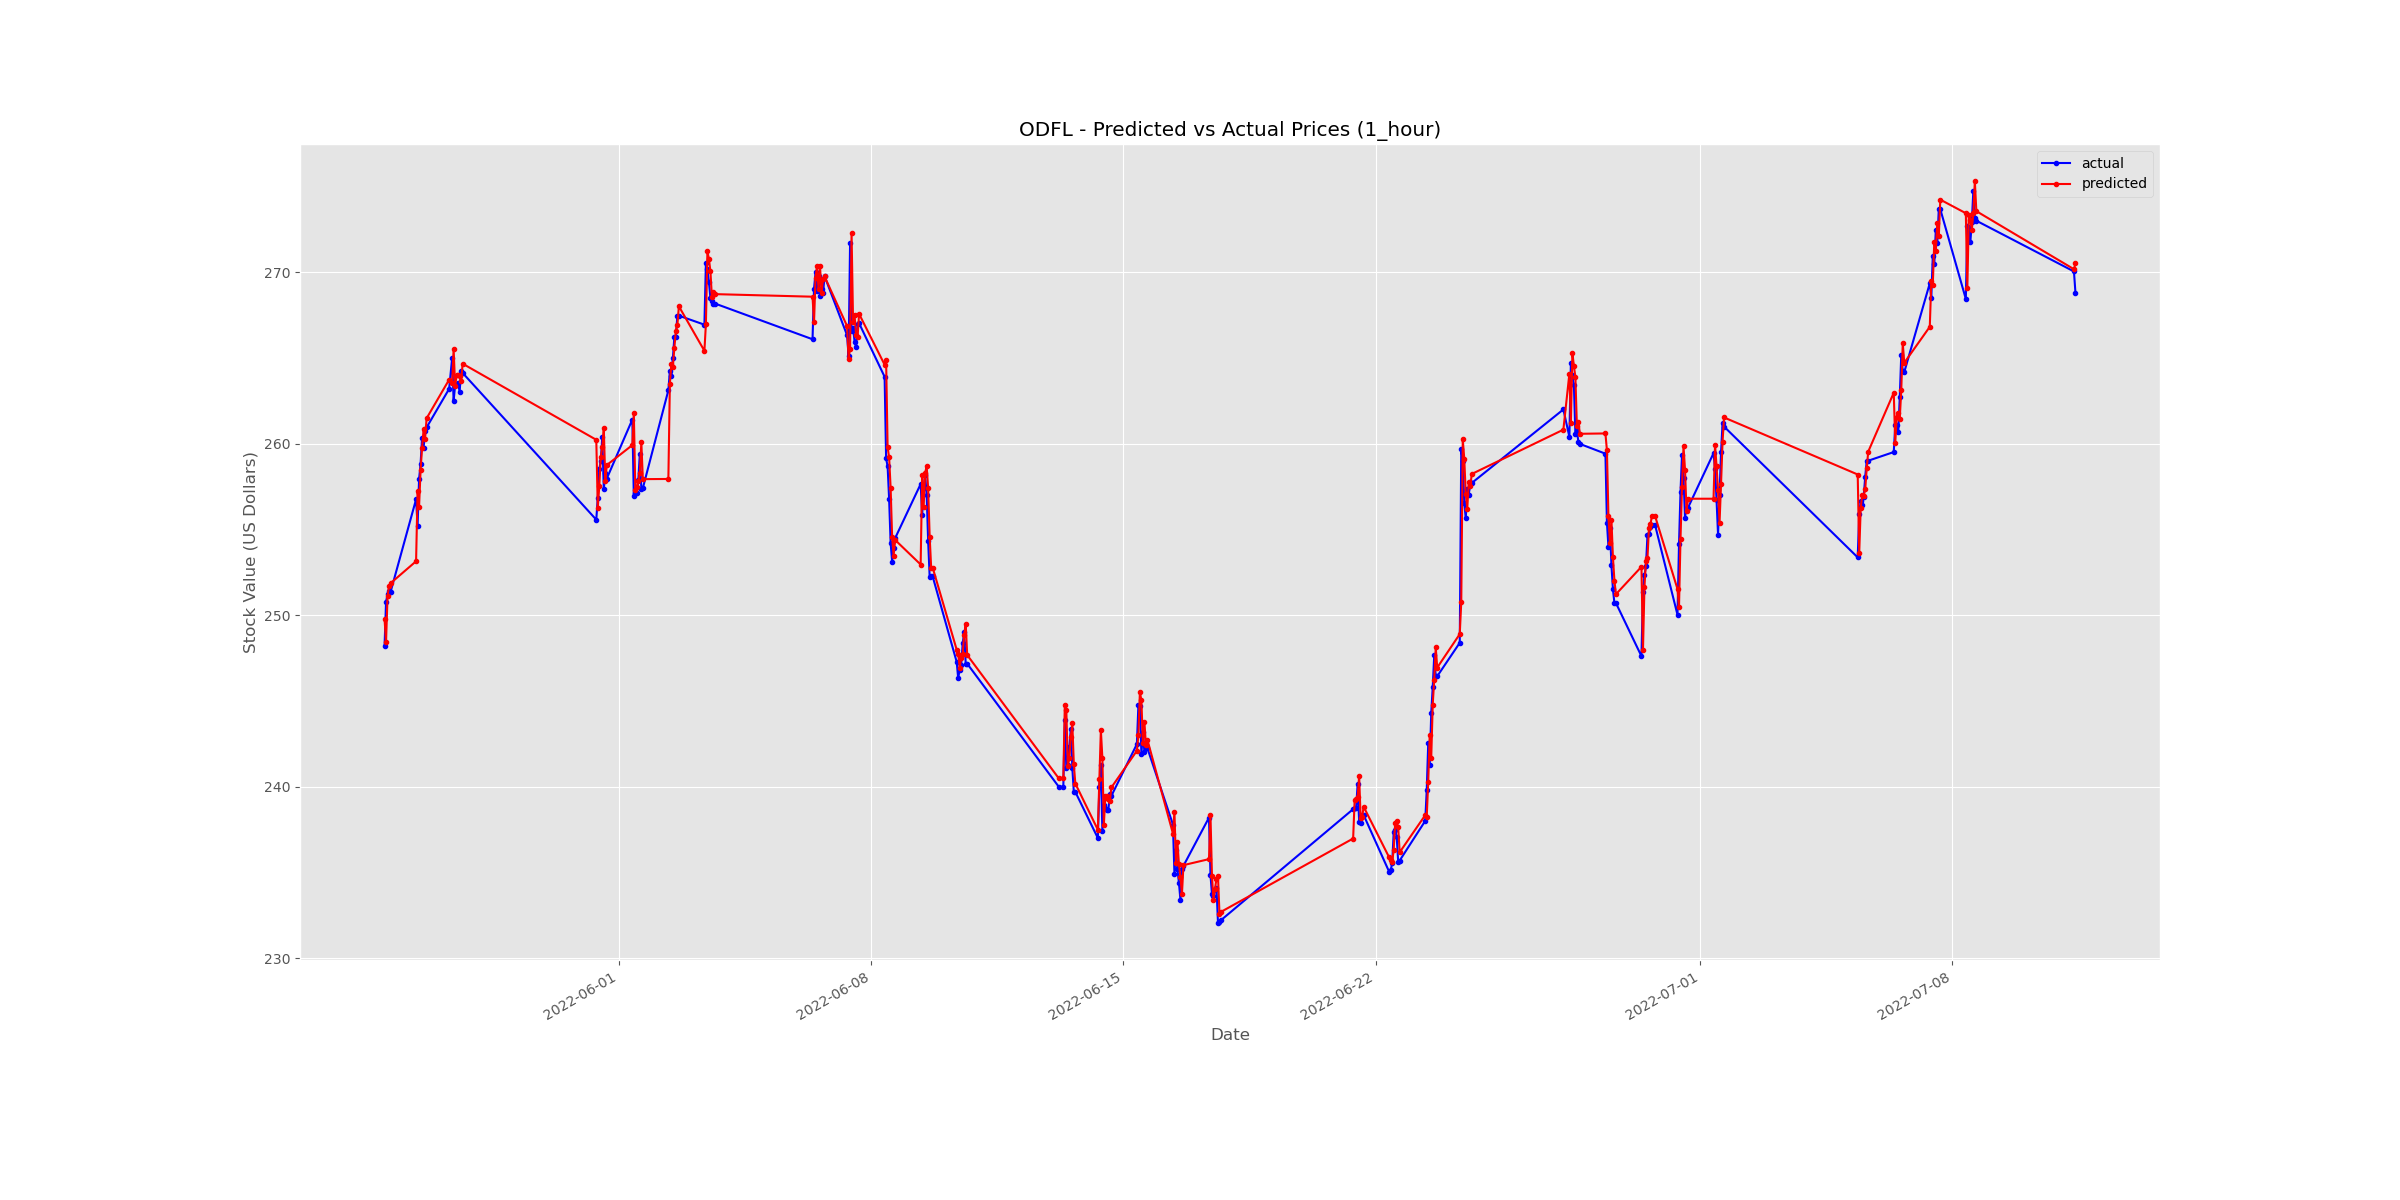 ODFL - Predicted vs Actual Prices (1_hour)
actual
predicted
Stock Value (US Dollars)
270
260
250
240
230
2022-06-01
2022-06-08
2022-06-15
2022-06-22
2022-07-01
2022-07-08
Date